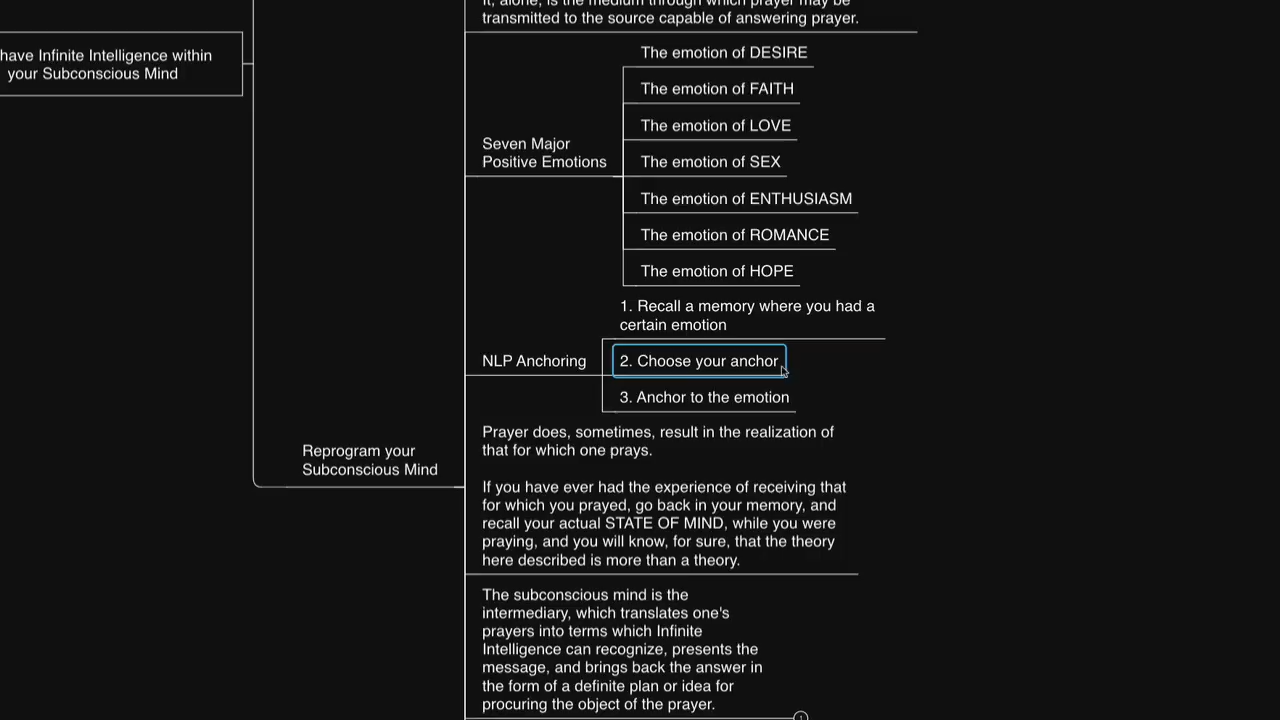 it, alone, is the medium through which prayer may be
transmitted to the source capable of answering prayer.
have Infinite Intelligence within
your Subconscious Mind
The emotion of DESIRE
The emotion of FAITH
The emotion of LOVE
Seven Major
Positive Emotions
The emotion of SEX
The emotion of ENTHUSIASM
The emotion of ROMANCE
The emotion of HOPE
1. Recall a memory where you had a
certain emotion
NLP Anchoring
2. Choose your anchor
3. Anchor to the emotion
Reprogram your
Subconscious Mind
Prayer does, sometimes, result in the realization of
that for which one prays.
If you have ever had the experience of receiving that
for which you prayed, go back in your memory, and
recall your actual STATE OF MIND, while you were
praying, and you will know, for sure, that the theory
here described is more than a theory.
The subconscious mind is the
intermediary, which translates one's
prayers into terms which Infinite
Intelligence can recognize, presents the
message, and brings back the answer in
the form of a definite plan or idea for
procuring the object of the prayer.